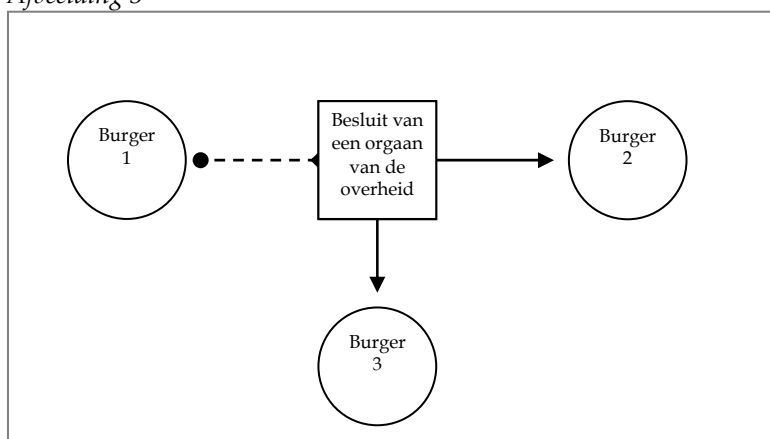 Afbeelding 3
Burger
1
Besluit van
een orgaan
van de
overheid
Burger
2
Burger
3